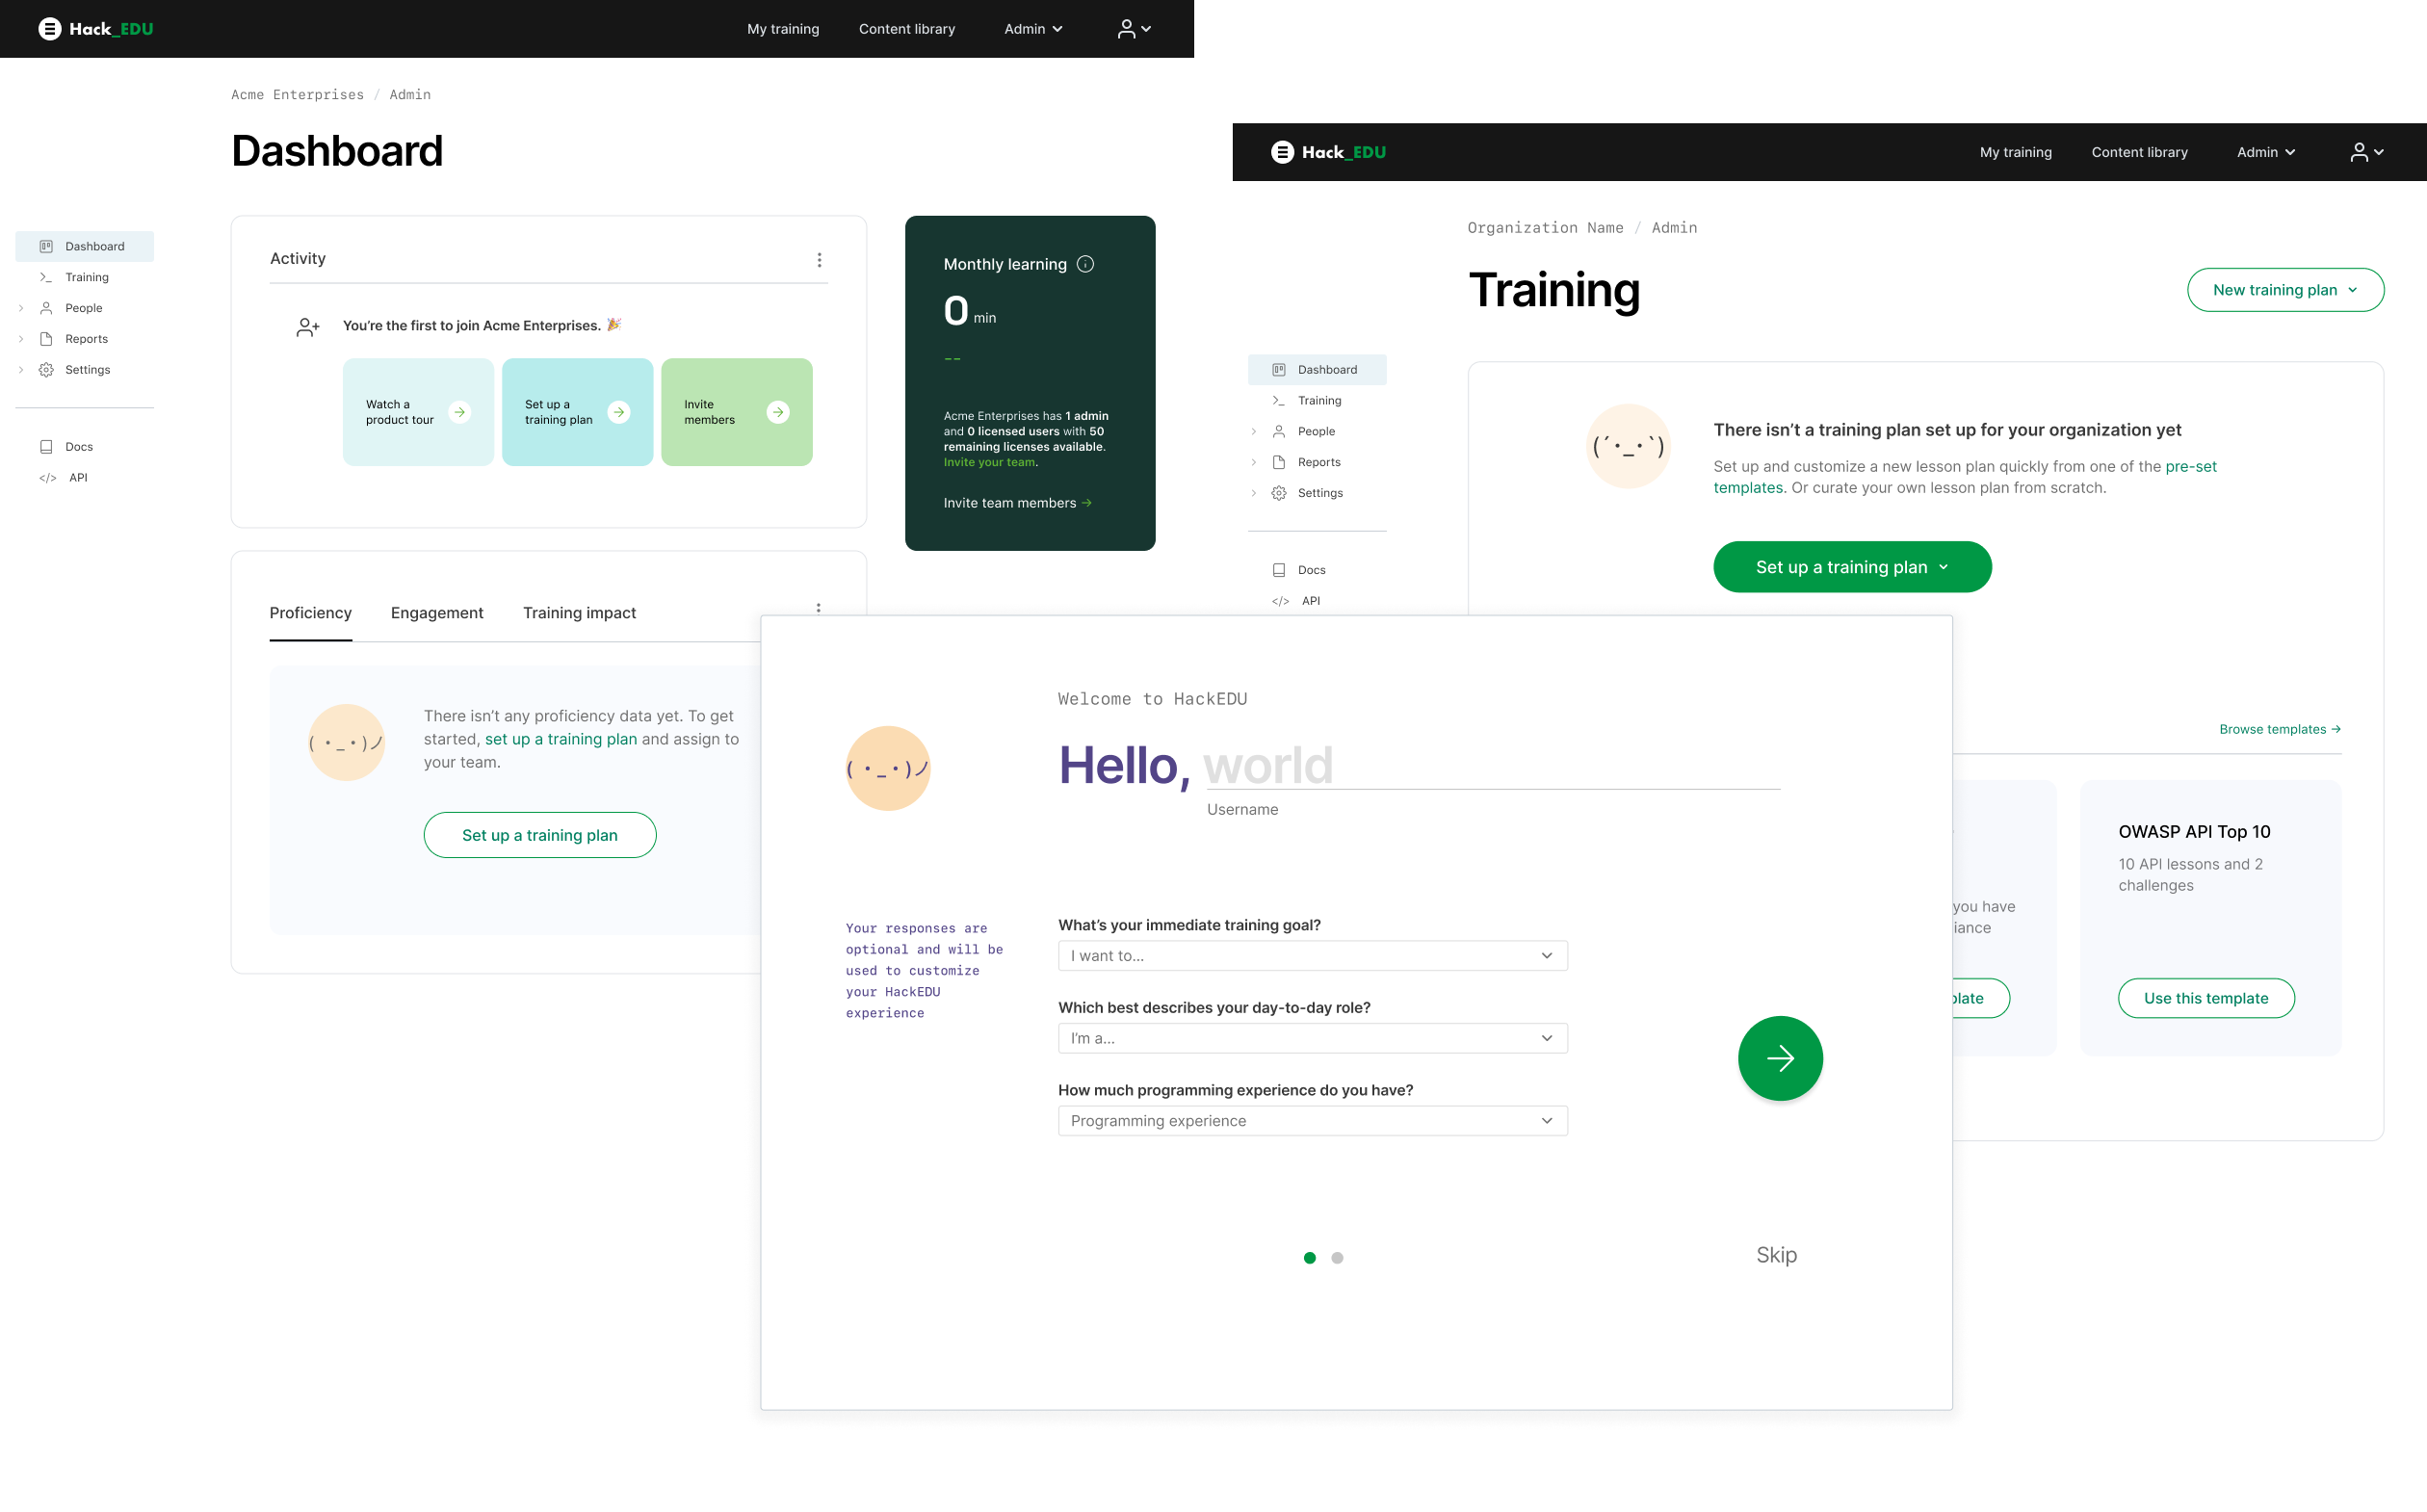 Hack_EDU
My training
Content library
Admin
Acme Enterprises / Admin
Dashboard
Dashboard
Training
People
Reports
Settings
Docs
</> API
Activity
You're the first to join Acme Enterprises. 🎉
Watch a
product tour
Set up a
training plan
Invite
members
Monthly learning
0 min
--
Acme Enterprises has 1 admin
and 0 licensed users with 50
remaining licenses available.
Invite your team.
Invite team members →
Proficiency
Engagement
Training impact
( • _ • )ノ
There isn't any proficiency data yet. To get
started, set up a training plan and assign to
your team.
Set up a training plan
Hack_EDU
My training
Content library
Admin
Organization Name / Admin
Training
New training plan
Dashboard
Training
People
Reports
Settings
Docs
</> API
(´•_•`)
There isn't a training plan set up for your organization yet
Set up and customize a new lesson plan quickly from one of the pre-set
templates. Or curate your own lesson plan from scratch.
Set up a training plan
Browse templates →
you have
iance
plate
OWASP API Top 10
10 API lessons and 2
challenges
Use this template
Welcome to HackEDU
( • _ • )ノ
Hello, world
Username
Your responses are
optional and will be
used to customize
your HackEDU
experience
What's your immediate training goal?
I want to...
Which best describes your day-to-day role?
I'm a...
How much programming experience do you have?
Programming experience
Skip